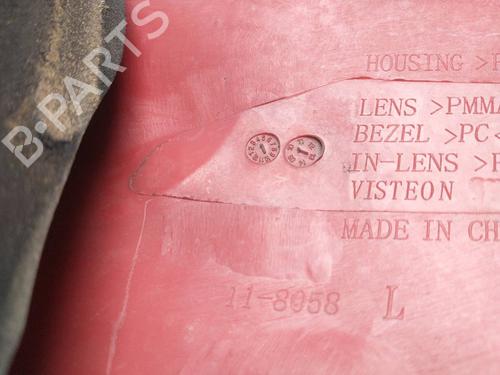 HOUSING >P
LENS >PMMA
BEZEL >PC
IN-LENS >P
VISTEON
MADE IN CH
11-8058 L
B-PARTS